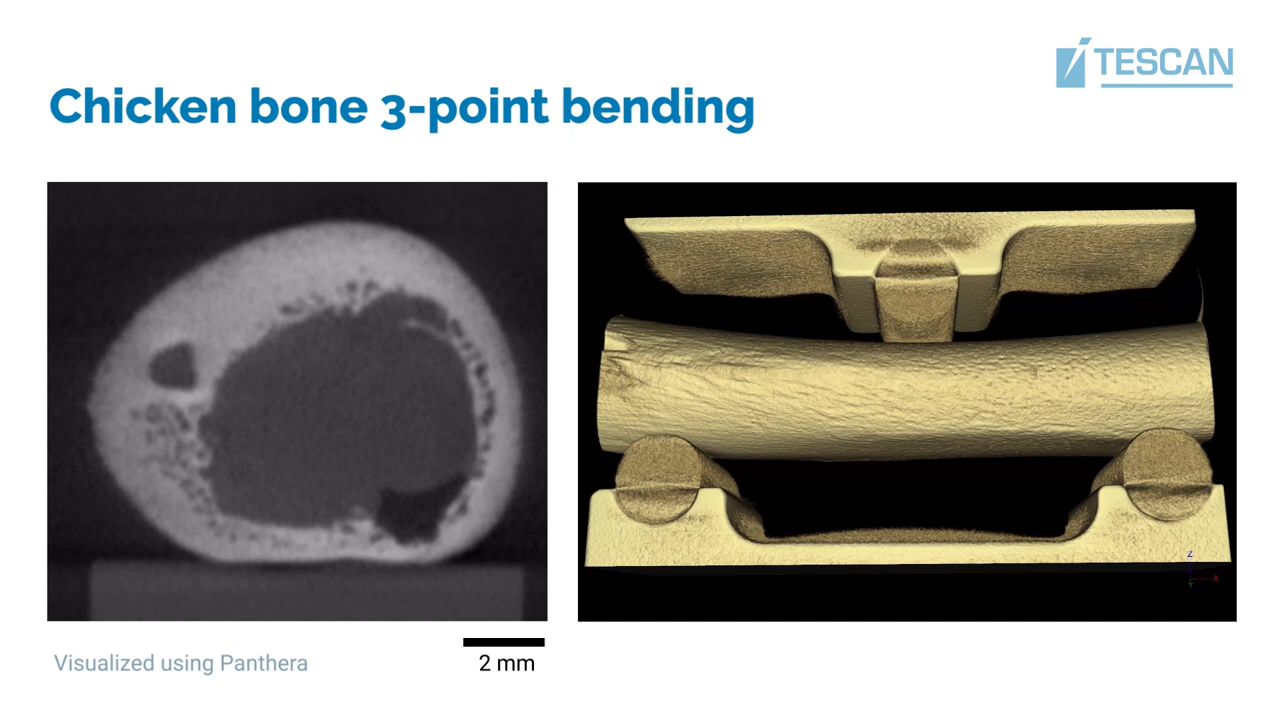 TESCAN
Chicken bone 3-point bending
Z
X
Y
Visualized using Panthera
2 mm